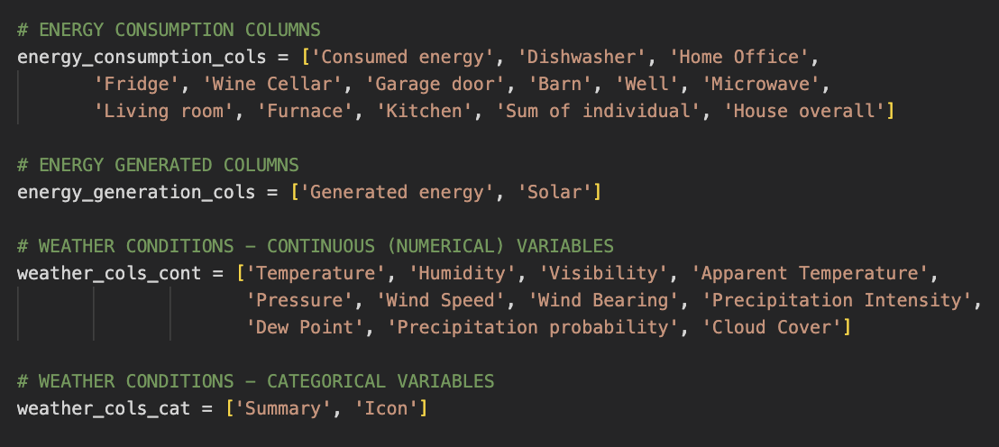 # ENERGY CONSUMPTION COLUMNS
energy_consumption_cols = ['Consumed energy', 'Dishwasher', 'Home Office',
'Fridge', 'Wine Cellar', 'Garage door', 'Barn', 'Well', 'Microwave',
'Living room', 'Furnace', 'Kitchen', 'Sum of individual', 'House overall']
# ENERGY GENERATED COLUMNS
energy_generation_cols = ['Generated energy', 'Solar']
# WEATHER CONDITIONS - CONTINUOUS (NUMERICAL) VARIABLES
weather_cols_cont = ['Temperature', 'Humidity', 'Visibility', 'Apparent Temperature',
'Pressure', 'Wind Speed', 'Wind Bearing', 'Precipitation Intensity',
'Dew Point', 'Precipitation probability', 'Cloud Cover']
# WEATHER CONDITIONS - CATEGORICAL VARIABLES
weather_cols_cat = ['Summary', 'Icon']